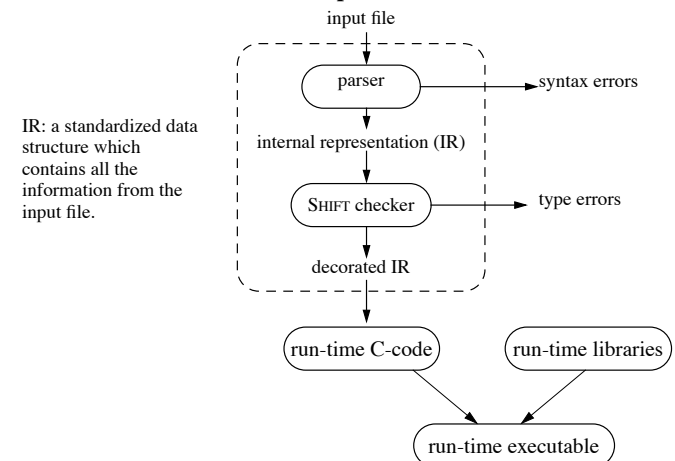 input file
parser
syntax errors
IR: a standardized data
structure which
contains all the
information from the
input file.
internal representation (IR)
SHIFT checker
type errors
decorated IR
run-time C-code
run-time libraries
run-time executable